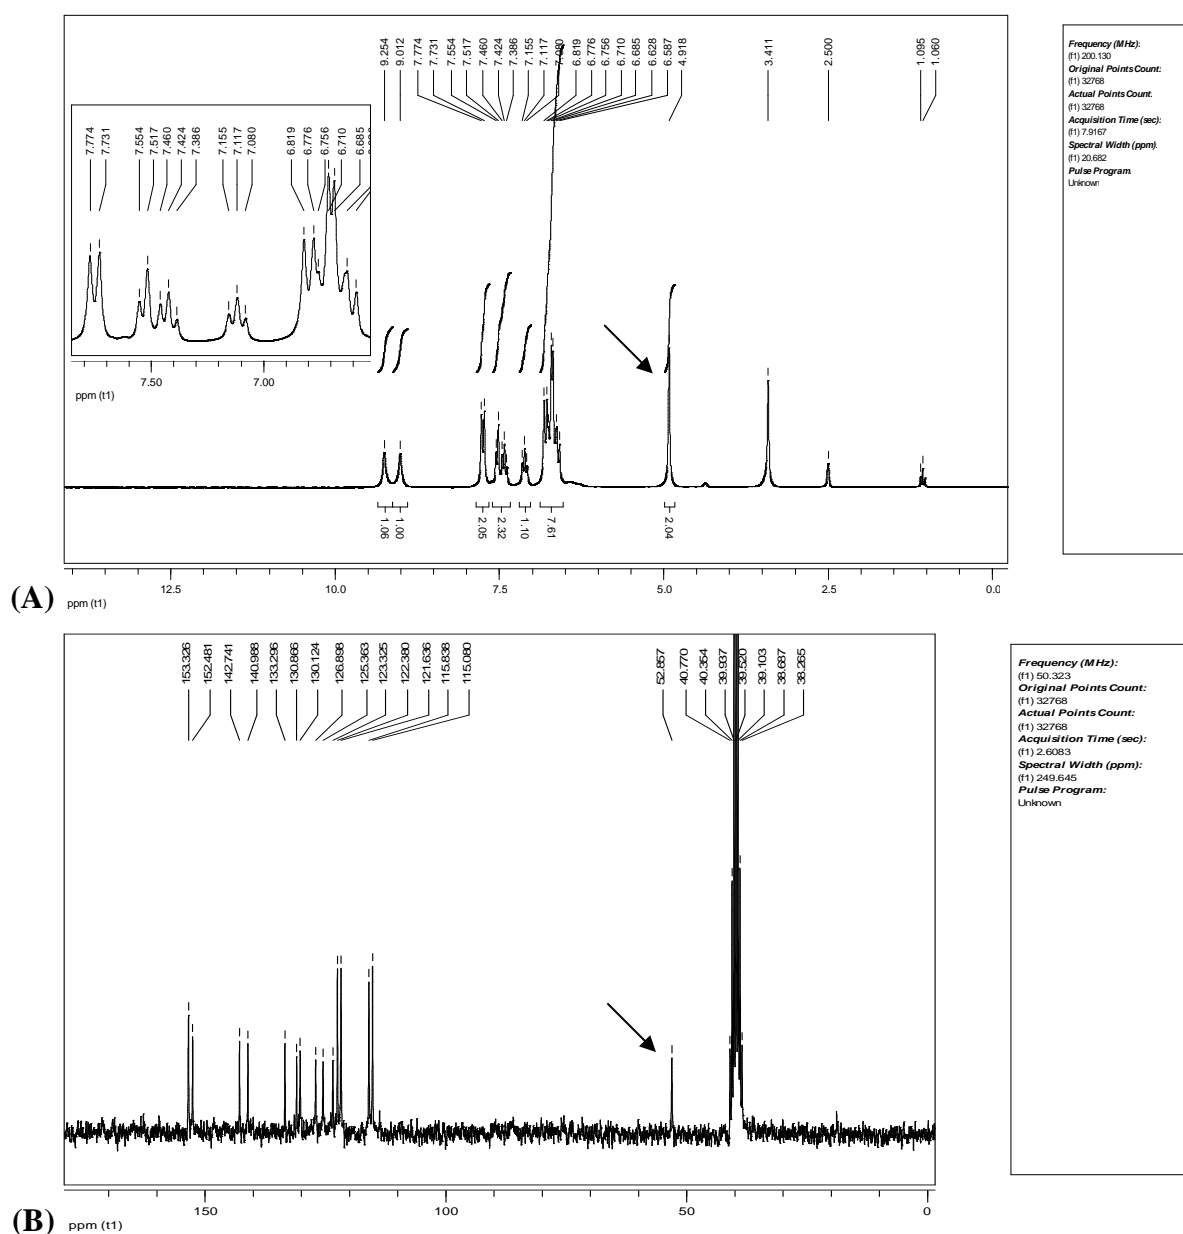 9.254
9.012
7.774
7.731
7.554
7.517
7.460
7.424
7.386
7.155
7.117
7.080
6.819
6.776
6.756
6.710
6.685
6.628
6.587
4.918
3.411
2.500
1.095
1.060
Frequency (MHz):
(f1) 200.130
Original Points Count:
(f1) 32768
Actual Points Count:
(f1) 32768
Acquisition Time (sec):
(f1) 7.9167
Spectral Width (ppm):
(f1) 20.682
Pulse Program:
Unknown
7.774
7.731
7.554
7.517
7.460
7.424
7.386
7.155
7.117
7.080
6.819
6.776
6.756
6.710
6.685
7.50 7.00
ppm (t1)
1.06
1.00
2.05
2.32
1.10
7.61
2.04
12.5 10.0 7.5 5.0 2.5 0.0
(A) ppm (t1)
153.326
152.481
142.741
140.988
133.296
130.866
130.124
126.898
125.363
123.325
122.380
121.636
115.838
115.080
52.857
40.770
40.354
39.937
39.520
39.103
38.687
38.265
Frequency (MHz):
(f1) 50.323
Original Points Count:
(f1) 32768
Actual Points Count:
(f1) 32768
Acquisition Time (sec):
(f1) 2.6083
Spectral Width (ppm):
(f1) 249.645
Pulse Program:
Unknown
150 100 50 0
(B) ppm (t1)